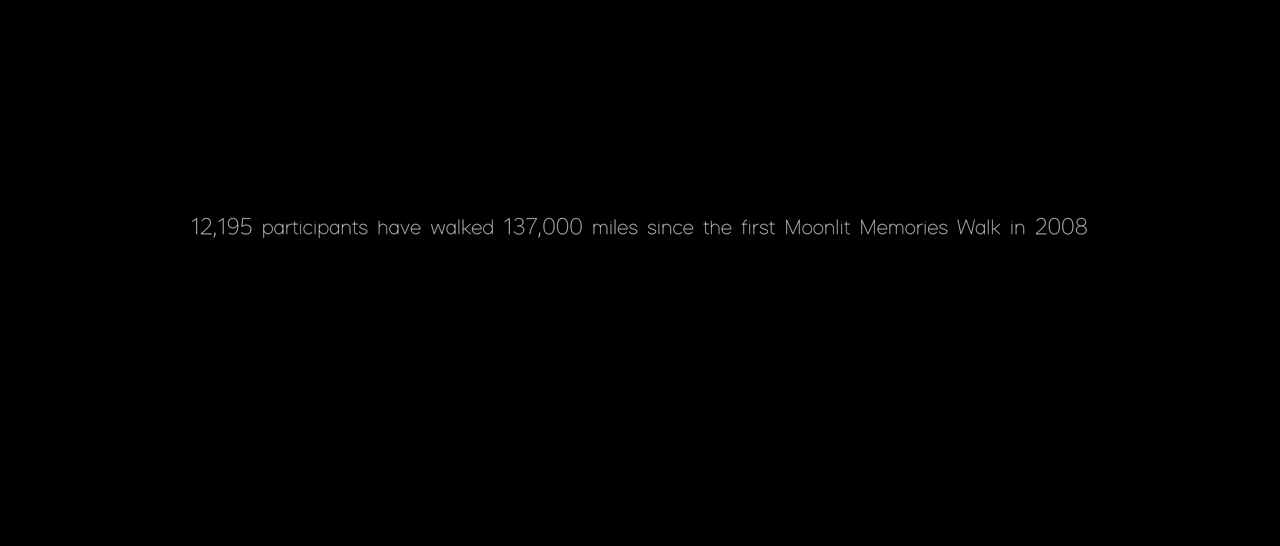 12,195 participants have walked 137,000 miles since the first Moonlit Memories Walk in 2008